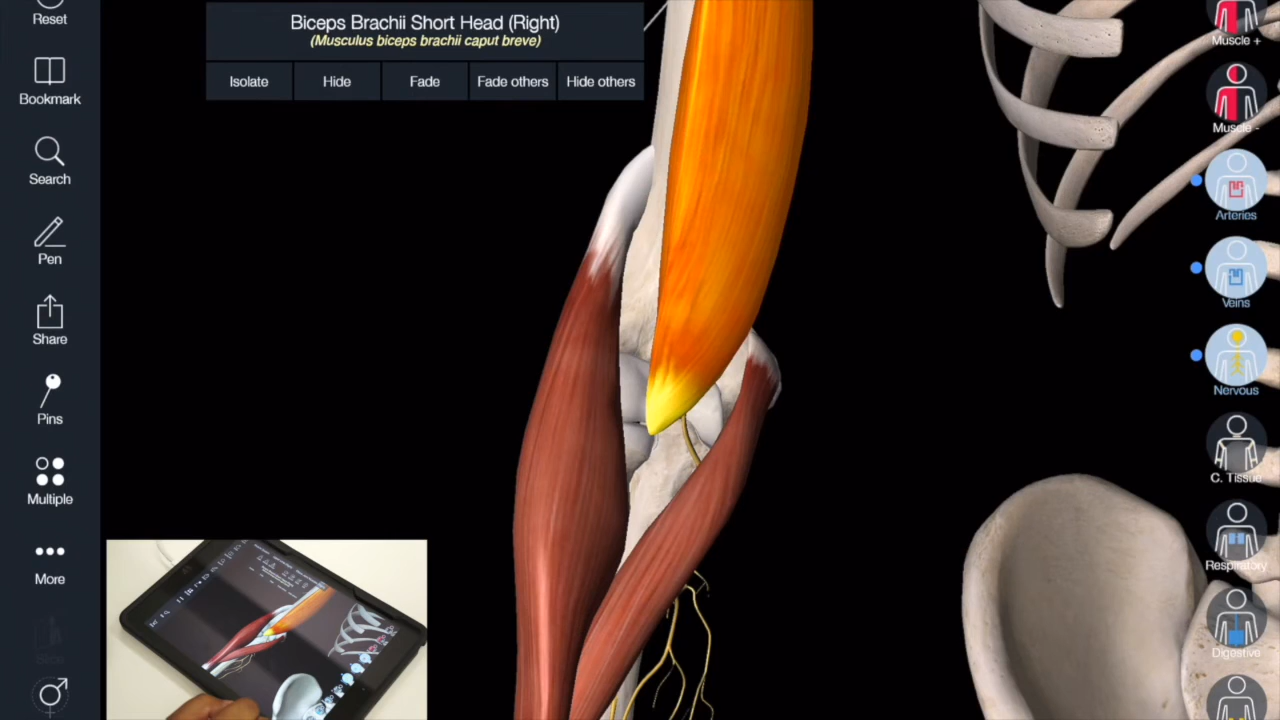 Reset
Bookmark
Search
Pen
Share
Pins
Multiple
More
Biceps Brachii Short Head (Right)
(Musculus biceps brachii caput breve)
Isolate
Hide
Fade
Fade others
Hide others
Muscle +
Muscle -
Arteries
Veins
Nervous
C. Tissue
Respiratory
Digestive